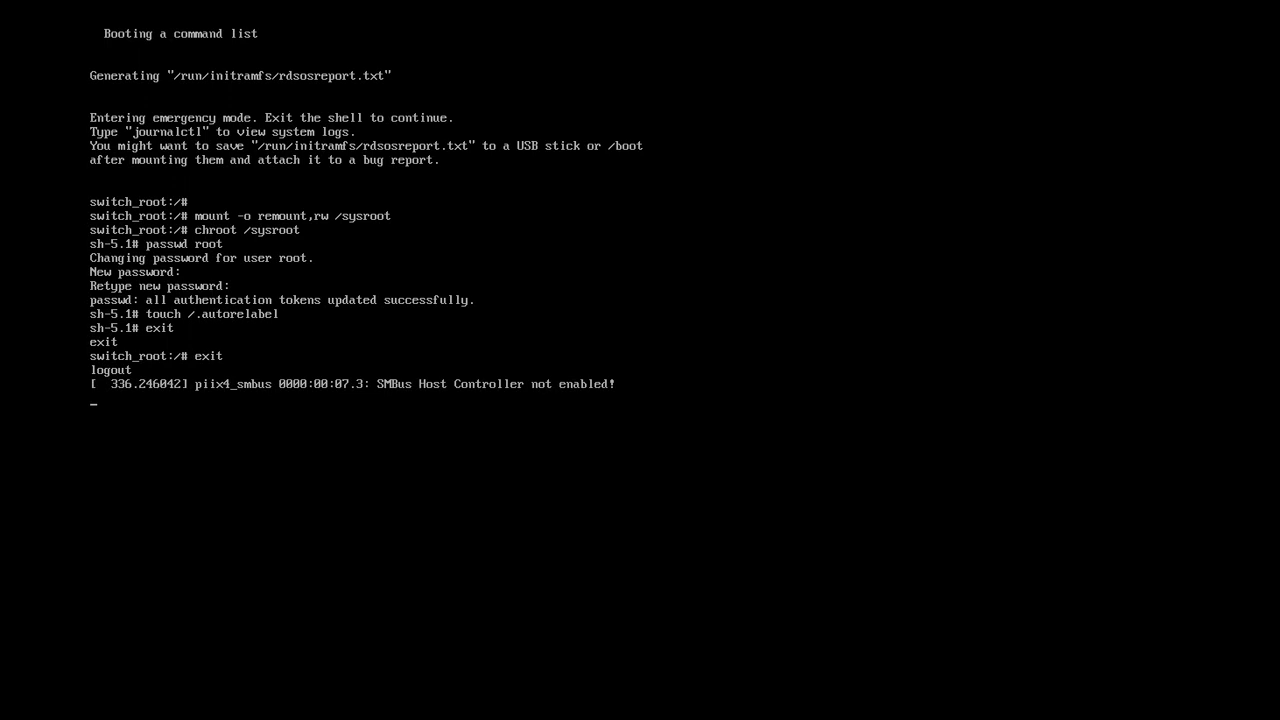 Booting a command list
Generating "/run/initramfs/rdsosreport.txt"
Entering emergency mode. Exit the shell to continue.
Type "journalctl" to view system logs.
You might want to save "/run/initramfs/rdsosreport.txt" to a USB stick or /boot
after mounting them and attach it to a bug report.
switch_root:/#
switch_root:/# mount -o remount,rw /sysroot
switch_root:/# chroot /sysroot
sh-5.1# passwd root
Changing password for user root.
New password:
Retype new password:
passwd: all authentication tokens updated successfully.
sh-5.1# touch /.autorelabel
sh-5.1# exit
exit
switch_root:/# exit
logout
[  336.246042] piix4_smbus 0000:00:07.3: SMBus Host Controller not enabled!
_